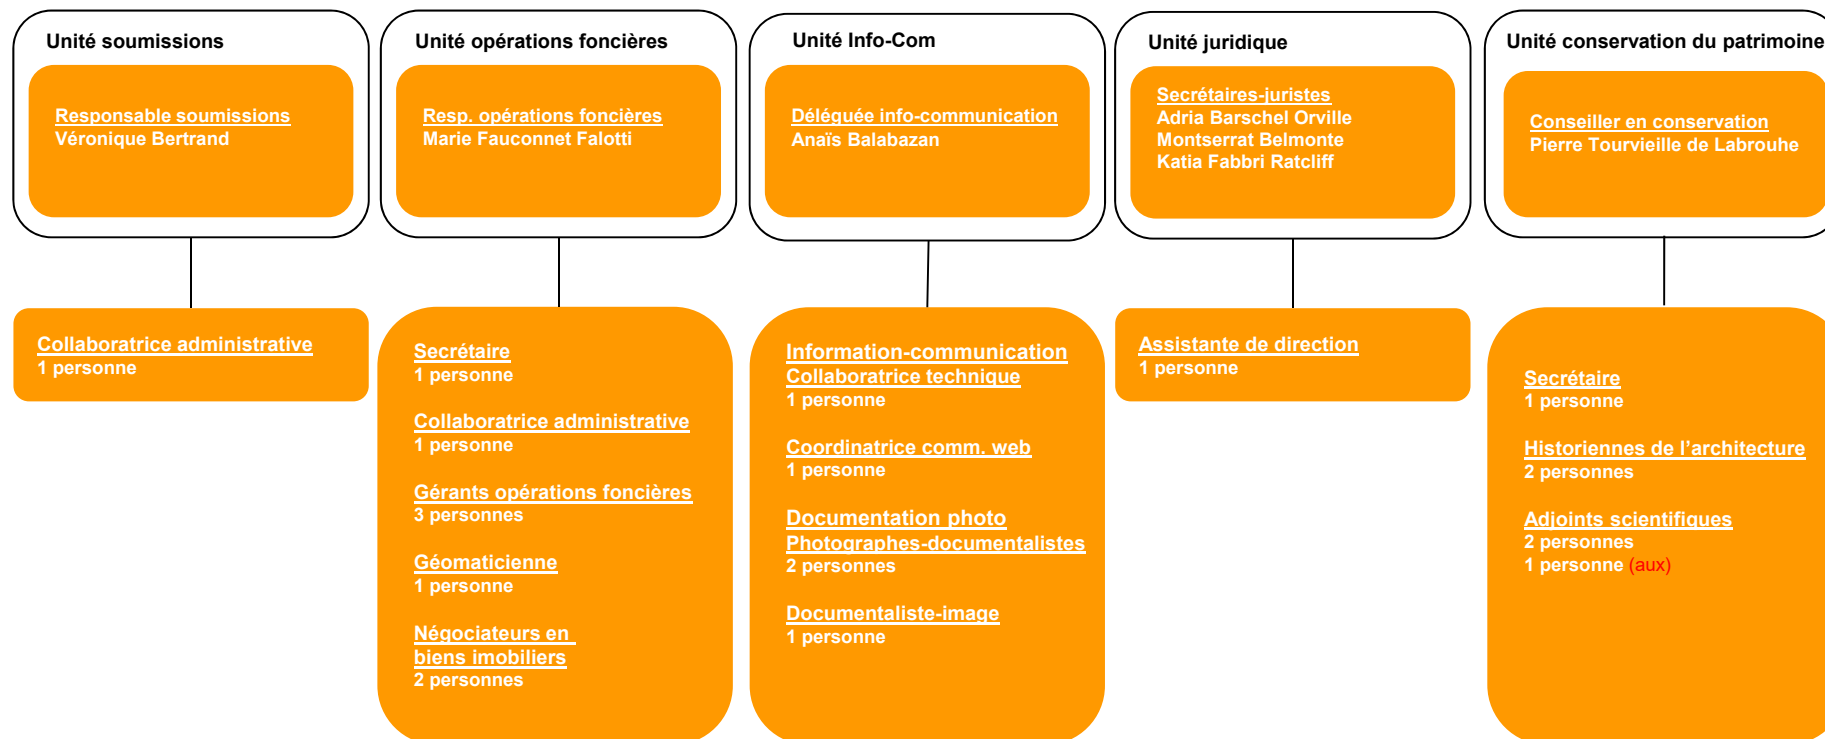 Unité soumissions
Responsable soumissions
Véronique Bertrand
Collaboratrice administrative
1 personne
Unité opérations foncières
Resp. opérations foncières
Marie Fauconnet Falotti
Secrétaire
1 personne
Collaboratrice administrative
1 personne
Gérants opérations foncières
3 personnes
Géomaticienne
1 personne
Négociateurs en
biens imobiliers
2 personnes
Unité Info-Com
Déléguée info-communication
Anaïs Balabazan
Information-communication
Collaboratrice technique
1 personne
Coordinatrice comm. web
1 personne
Documentation photo
Photographes-documentalistes
2 personnes
Documentaliste-image
1 personne
Unité juridique
Secrétaires-juristes
Adria Barschel Orville
Montserrat Belmonte
Katia Fabbri Ratcliff
Assistante de direction
1 personne
Unité conservation du patrimoine
Conseiller en conservation
Pierre Tourvieille de Labrouhe
Secrétaire
1 personne
Historiennes de l’architecture
2 personnes
Adjoints scientifiques
2 personnes
1 personne (aux)